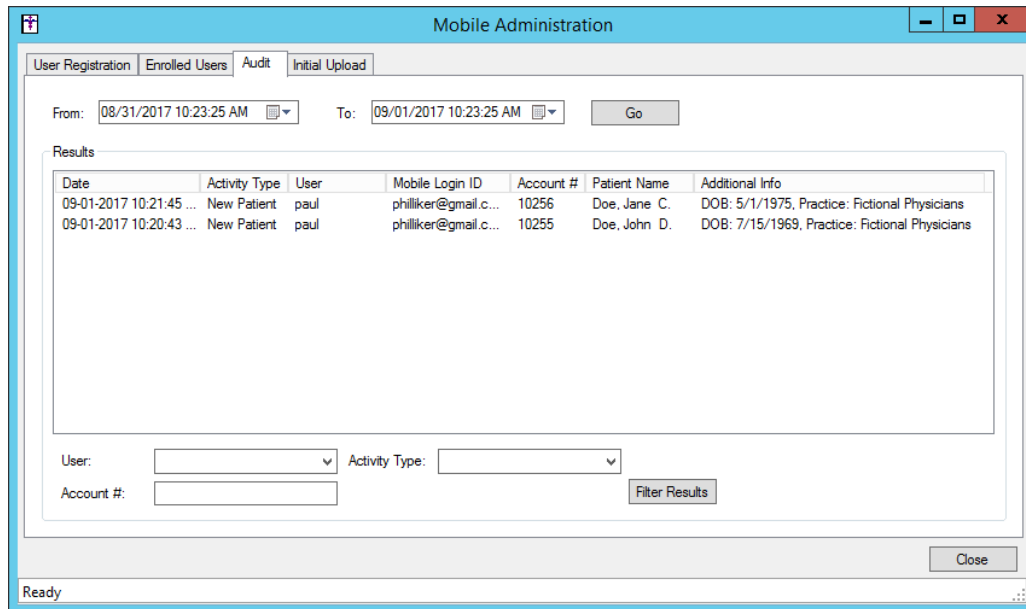 Mobile Administration
User Registration Enrolled Users Audit Initial Upload
From: 08/31/2017 10:23:25 AM To: 09/01/2017 10:23:25 AM Go
Results
Date Activity Type User Mobile Login ID Account # Patient Name Additional Info
09-01-2017 10:21:45 ... New Patient paul philliker@gmail.c... 10256 Doe, Jane C. DOB: 5/1/1975, Practice: Fictional Physicians
09-01-2017 10:20:43 ... New Patient paul philliker@gmail.c... 10255 Doe, John D. DOB: 7/15/1969, Practice: Fictional Physicians
User: Activity Type:
Account #: Filter Results
Close
Ready